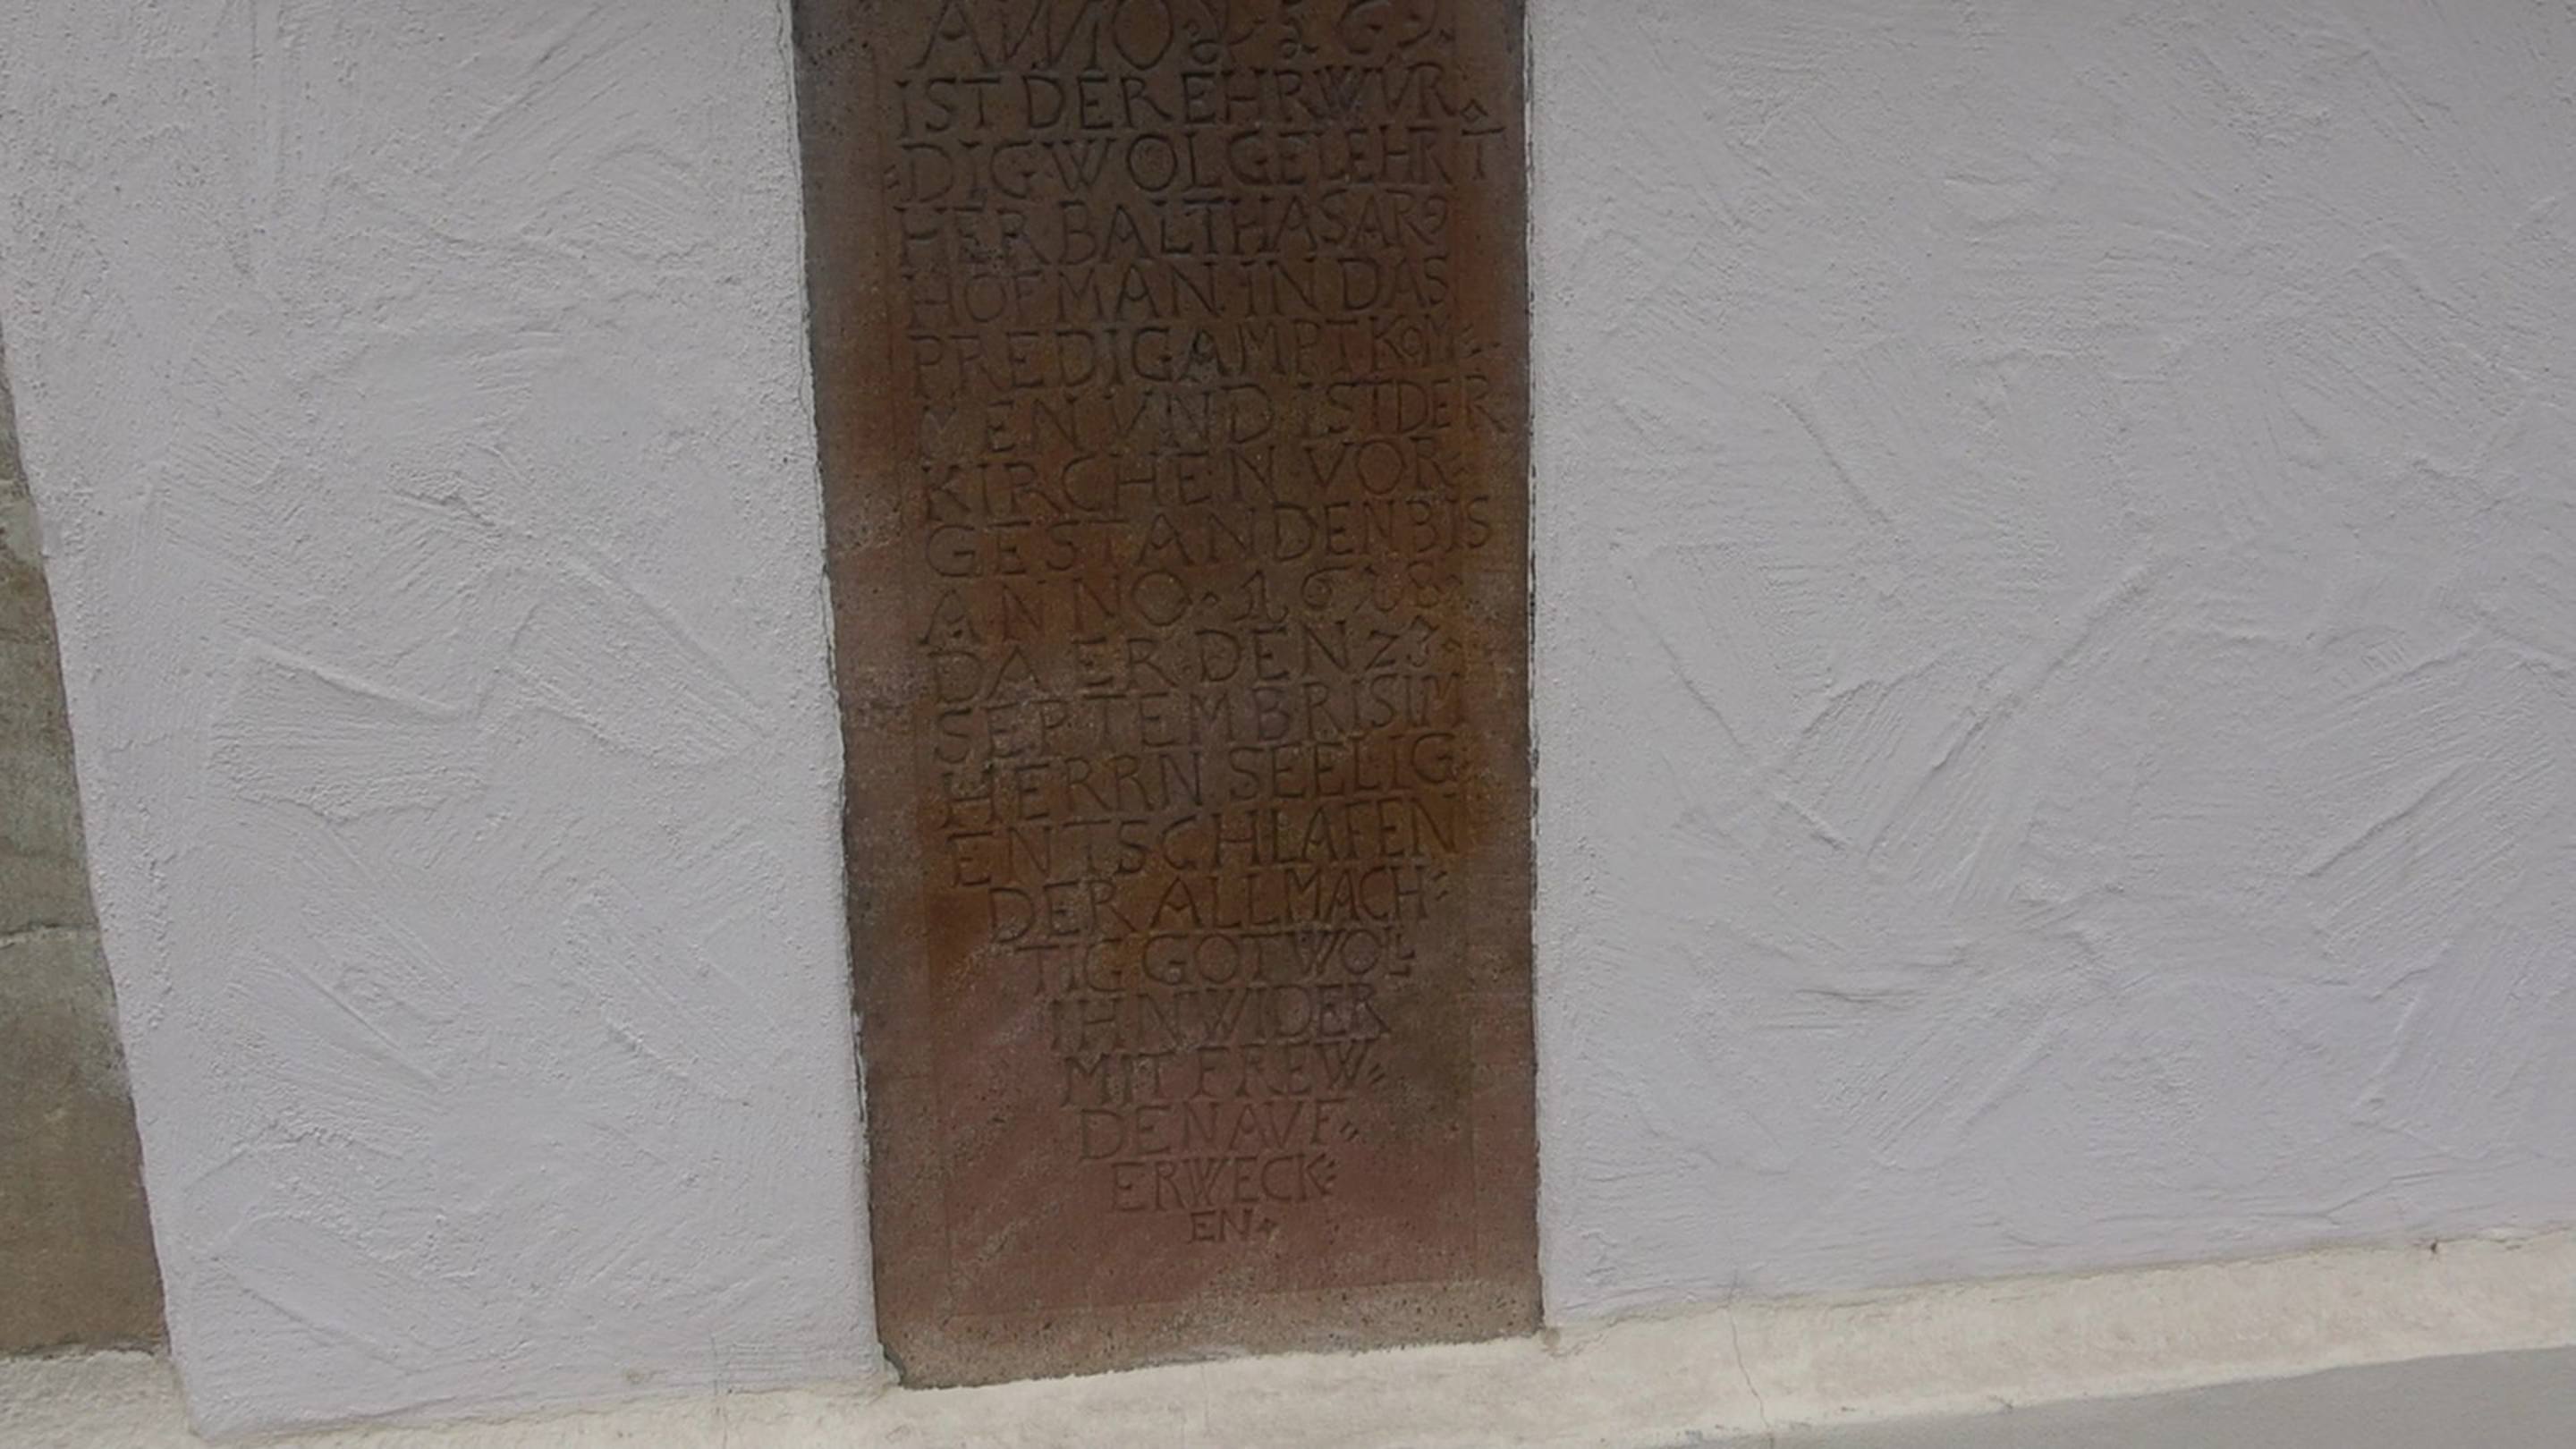 ANNO
IST DER EHRWVR
DIG WOLGELEHRT
HER BALTHASAR
HOFMAN IN DAS
PREDIGAMPT KOM
MEN VND IST DER
KIRCHEN VOR
GESTANDEN BIS
ANNO
DA ER DEN 23
SEPTEMBRIS IM
HERRN SEELIG
ENTSCHLAFEN
DER ALLMACH
TIG GOT WOL
IHN WIDER
MIT FREW
DEN AVF
ERWECK
EN